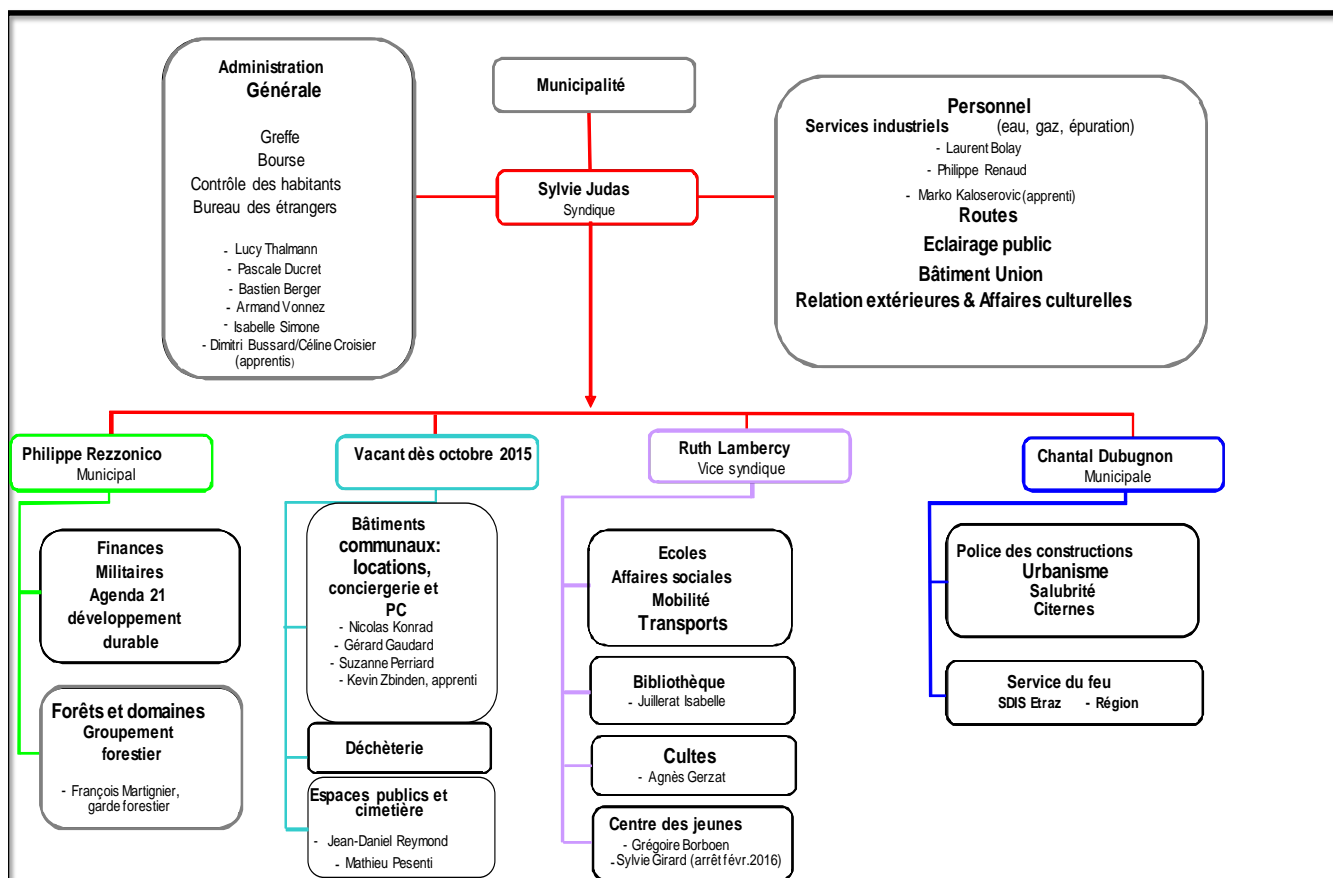 Administration
Générale
Greffe
Bourse
Contrôle des habitants
Bureau des étrangers
- Lucy Thalmann
- Pascale Ducret
- Bastien Berger
- Armand Vonnez
- Isabelle Simone
- Dimitri Bussard/Céline Croisier
(apprentis)
Municipalité
Sylvie Judas
Syndique
Personnel
Services industriels (eau, gaz, épuration)
- Laurent Bolay
- Philippe Renaud
- Marko Kaloserovic (apprenti)
Routes
Eclairage public
Bâtiment Union
Relation extérieures & Affaires culturelles
Philippe Rezzonico
Municipal
Finances
Militaires
Agenda 21
développement
durable
Forêts et domaines
Groupement
forestier
- François Martignier,
garde forestier
Vacant dès octobre 2015
Bâtiments
communaux:
locations,
conciergerie et
PC
- Nicolas Konrad
- Gérard Gaudard
- Suzanne Perriard
- Kevin Zbinden, apprenti
Déchèterie
Espaces publics et
cimetière
- Jean-Daniel Reymond
- Mathieu Pesenti
Ruth Lambercy
Vice syndique
Ecoles
Affaires sociales
Mobilité
Transports
Bibliothèque
- Juillerat Isabelle
Cultes
- Agnès Gerzat
Centre des jeunes
- Grégoire Borboen
- Sylvie Girard (arrêt févr.2016)
Chantal Dubugnon
Municipale
Police des constructions
Urbanisme
Salubrité
Citernes
Service du feu
SDIS Etraz - Région